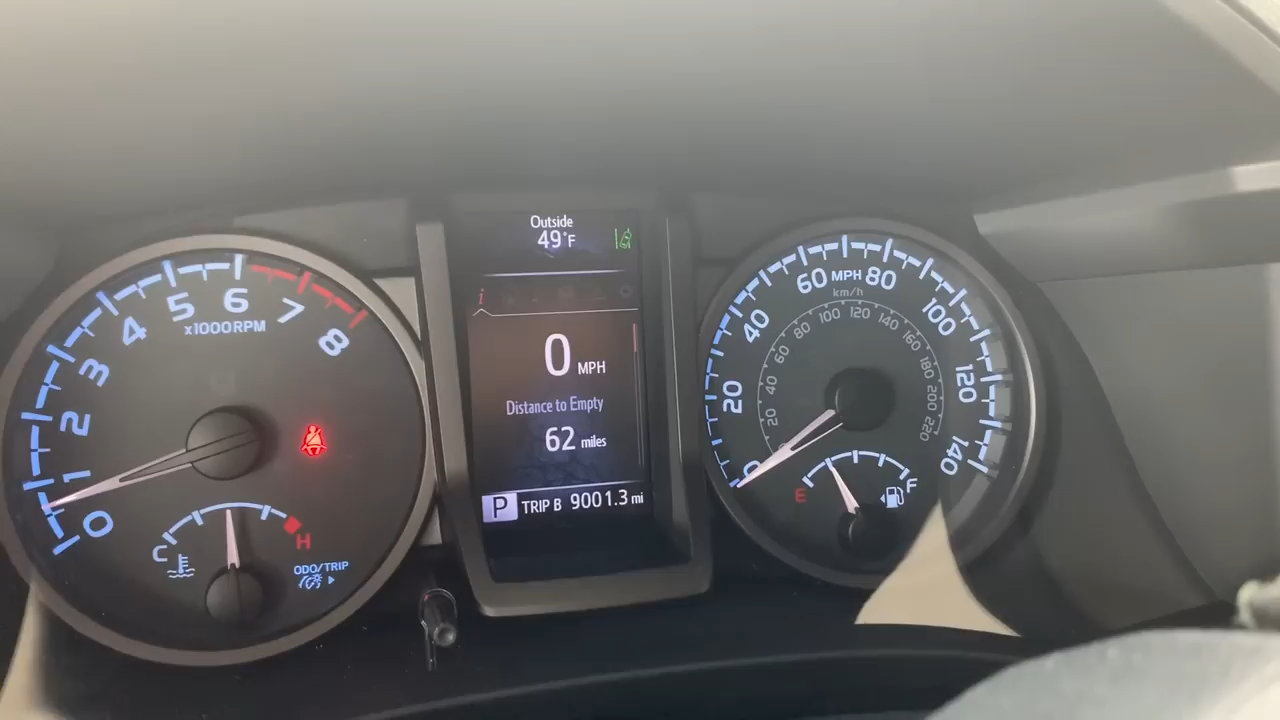 0
1
2
3
4
5
6
7
8
x1000RPM
C
H
ODO/TRIP
Outside
49°F
i
0 MPH
Distance to Empty
62 miles
P TRIP B 9001.3 mi
0
20
40
60 MPH 80
100
120
140
km/h
20
40
60
80
100
120
140
160
180
200
220
E
F